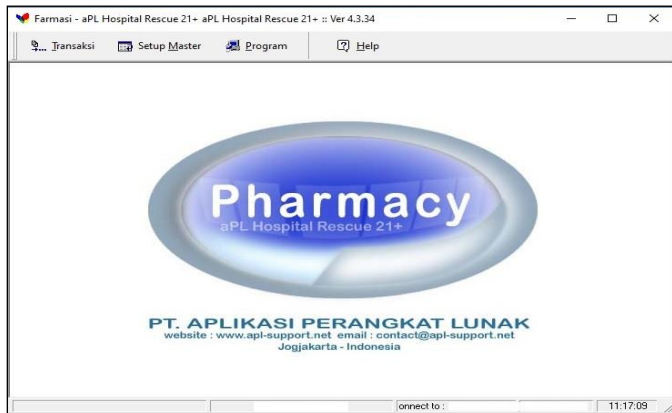 Farmasi - aPL Hospital Rescue 21+ aPL Hospital Rescue 21+ :: Ver 4.3.34
Transaksi Setup Master Program Help
Pharmacy
aPL Hospital Rescue 21+
PT. APLIKASI PERANGKAT LUNAK
website : www.apl-support.net email : contact@apl-support.net
Jogjakarta - Indonesia
onnect to : 11:17:09